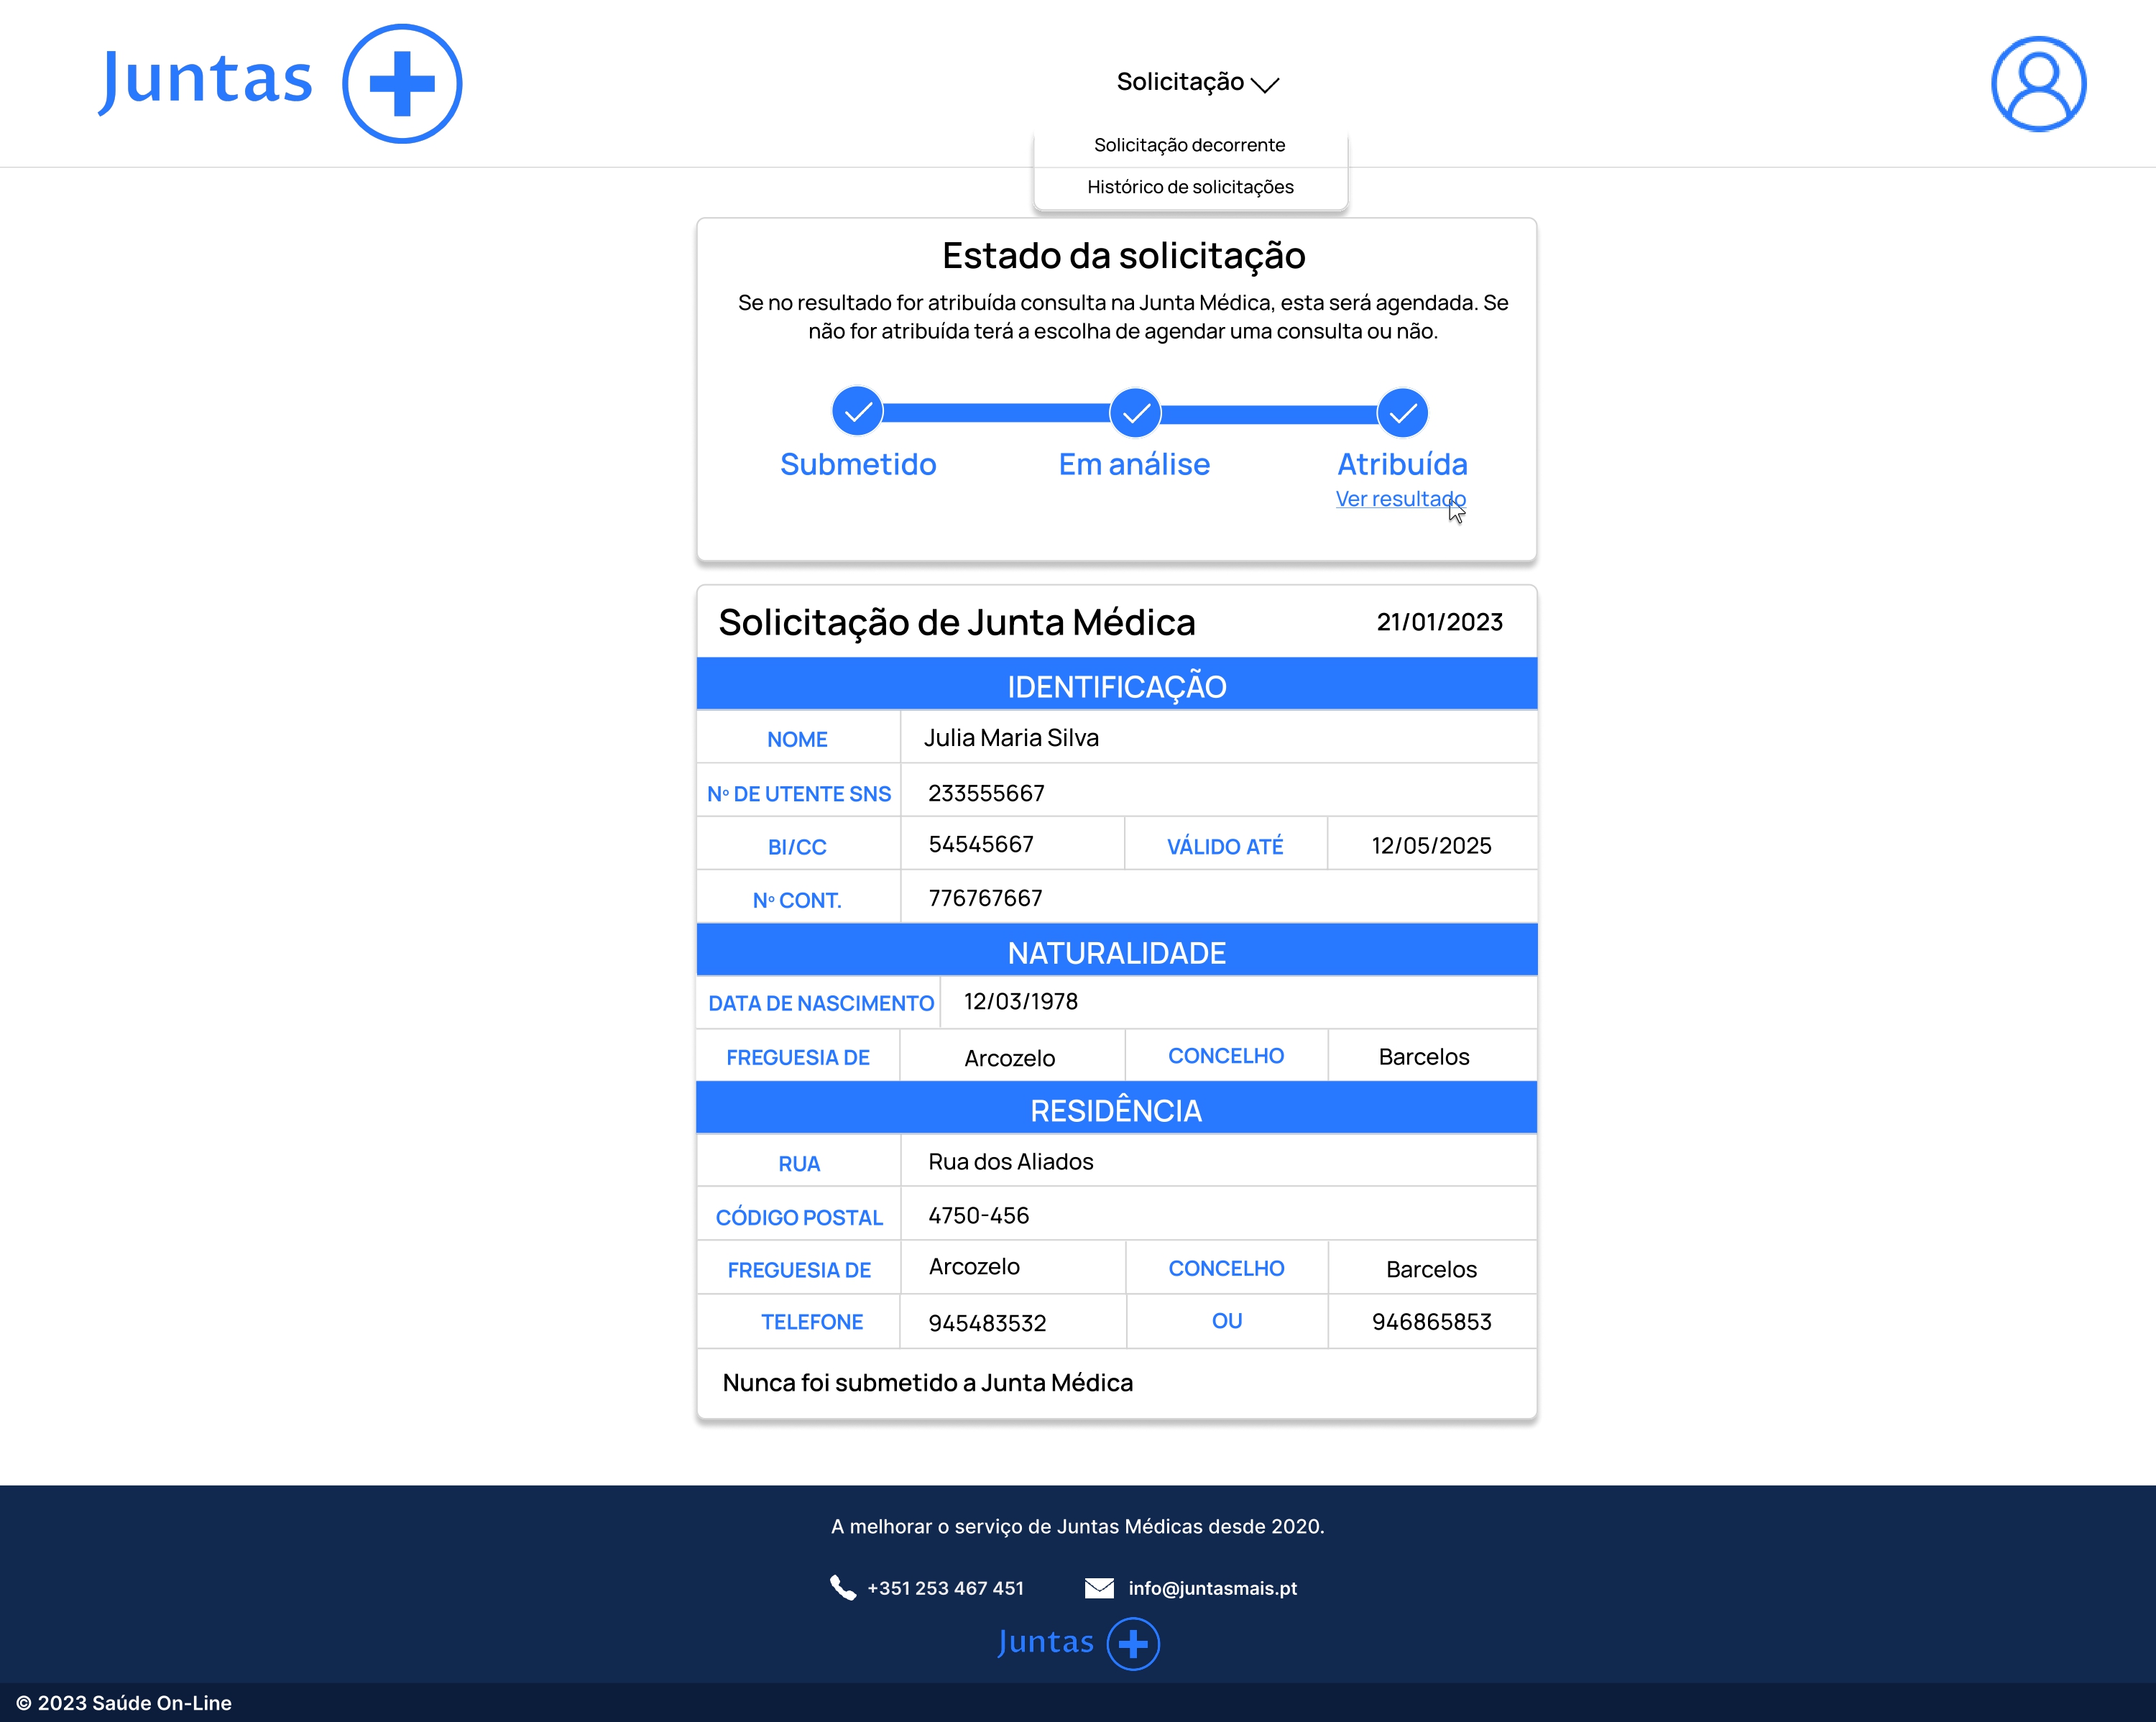 Juntas
Solicitação
Solicitação decorrente
Histórico de solicitações
Estado da solicitação
Se no resultado for atribuída consulta na Junta Médica, esta será agendada. Se
não for atribuída terá a escolha de agendar uma consulta ou não.
Submetido Em análise Atribuída
Ver resultado
Solicitação de Junta Médica 21/01/2023
IDENTIFICAÇÃO
NOME Julia Maria Silva
Nº DE UTENTE SNS 233555667
BI/CC 54545667 VÁLIDO ATÉ 12/05/2025
Nº CONT. 776767667
NATURALIDADE
DATA DE NASCIMENTO 12/03/1978
FREGUESIA DE Arcozelo CONCELHO Barcelos
RESIDÊNCIA
RUA Rua dos Aliados
CÓDIGO POSTAL 4750-456
FREGUESIA DE Arcozelo CONCELHO Barcelos
TELEFONE 945483532 OU 946865853
Nunca foi submetido a Junta Médica
A melhorar o serviço de Juntas Médicas desde 2020.
+351 253 467 451 info@juntasmais.pt
Juntas
© 2023 Saúde On-Line